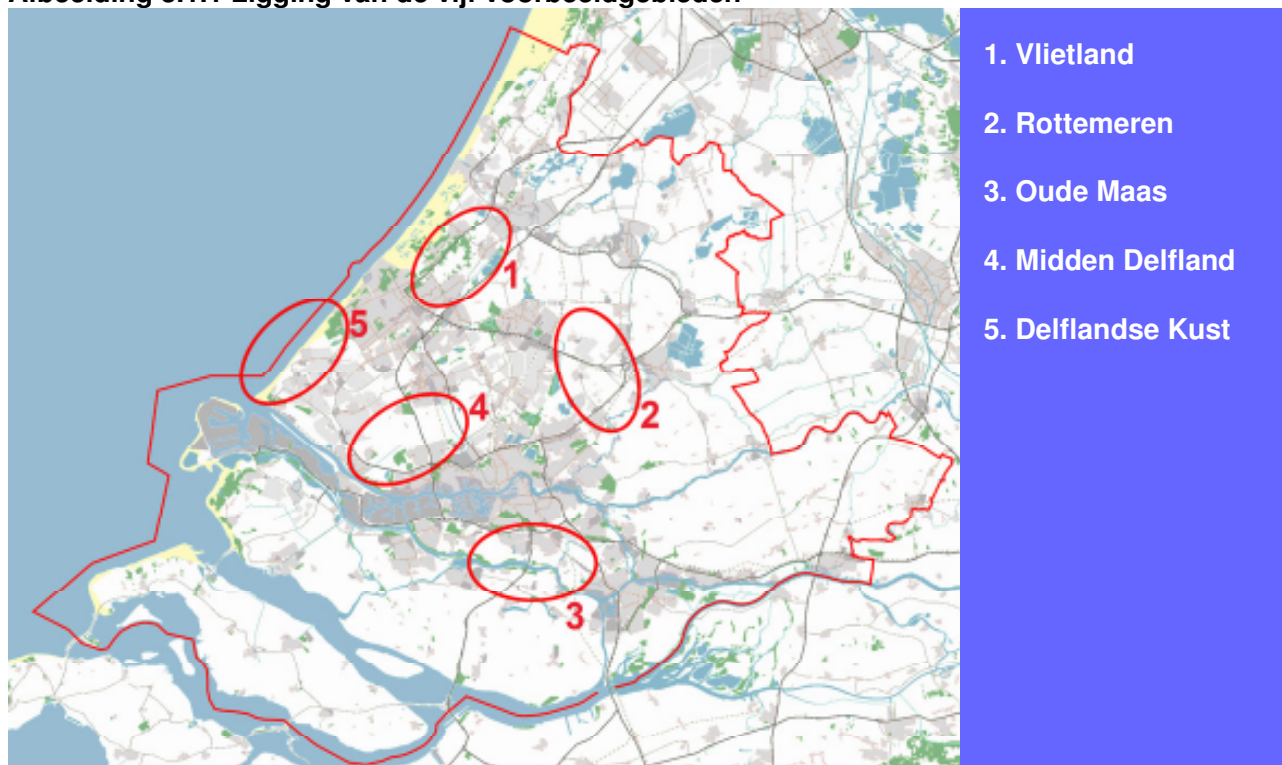 1. Vlietland
2. Rottemeren
3. Oude Maas
4. Midden Delfland
5. Delflandse Kust
1
5
2
4
3